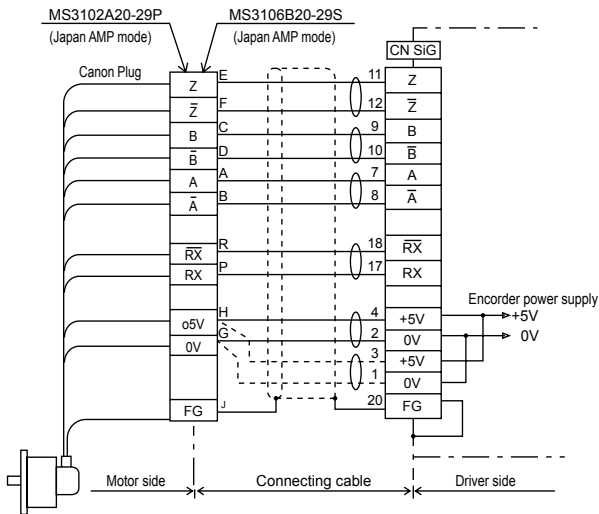 MS3102A20-29P MS3106B20-29S
(Japan AMP mode) (Japan AMP mode)
CN SiG
Canon Plug
Z E 11 Z
Z̅ F 12 Z̅
B C 9 B
B̅ D 10 B̅
A A 7 A
A̅ B 8 A̅
R̅X̅ R 18 R̅X̅
RX P 17 RX
Encorder power supply
o5V H 4 +5V +5V
0V G 2 0V 0V
3 +5V
1 0V
FG J 20 FG
Motor side Connecting cable Driver side